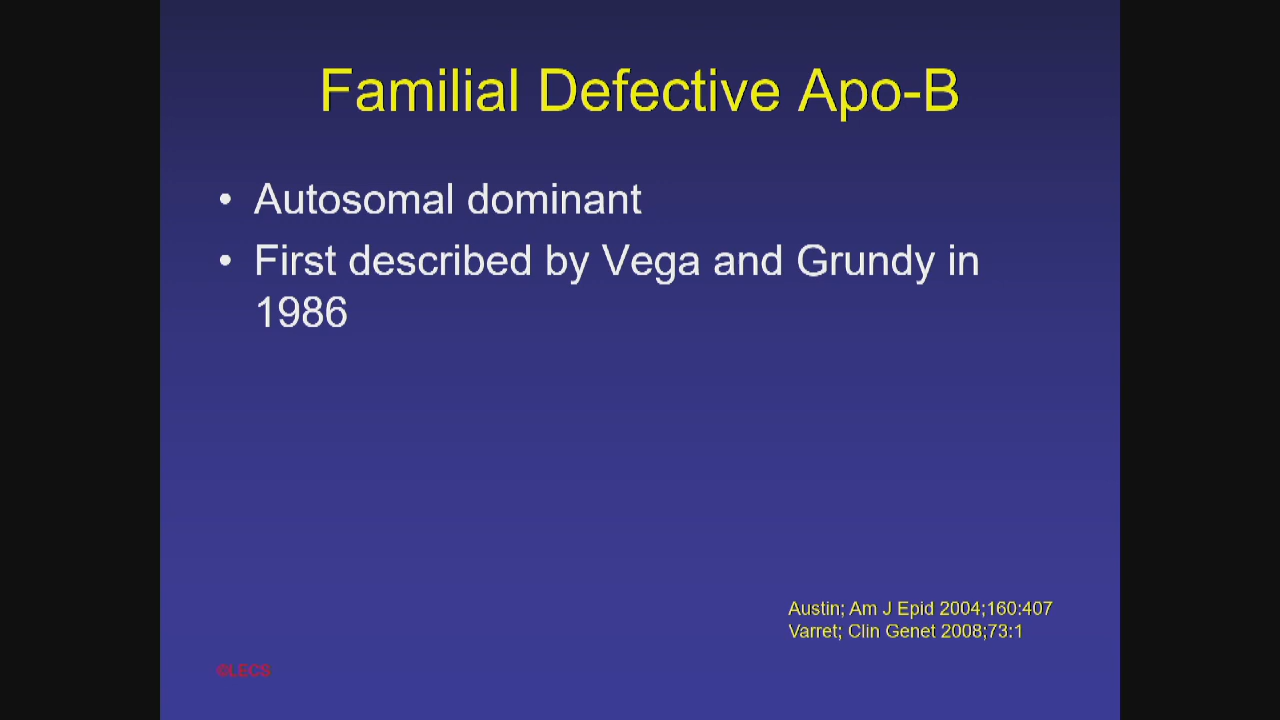 Familial Defective Apo-B
• Autosomal dominant
• First described by Vega and Grundy in
1986
Austin; Am J Epid 2004;160:407
Varret; Clin Genet 2008;73:1
©LECS